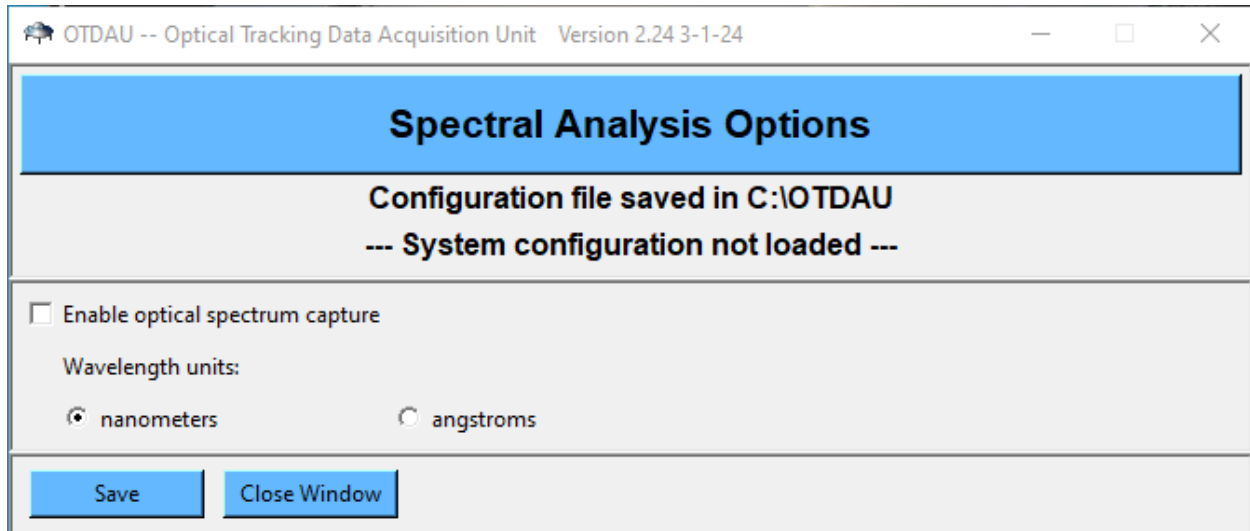 OTDAU -- Optical Tracking Data Acquisition Unit   Version 2.24 3-1-24
Spectral Analysis Options
Configuration file saved in C:\OTDAU
--- System configuration not loaded ---
Enable optical spectrum capture
Wavelength units:
nanometers   angstroms
Save   Close Window